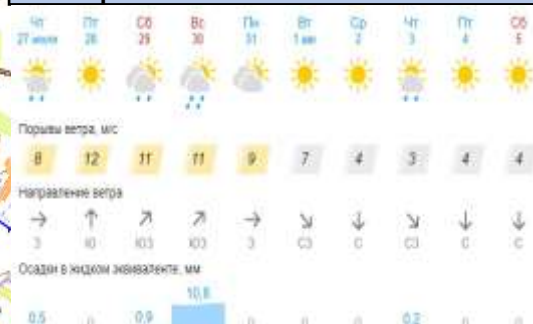 Чт Пт Сб Вс Пн Вт Ср Чт Пт Сб
27 июля 28 29 30 31 1 авг 2 3 4 5
Порывы ветра, м/с
8 12 11 11 9 7 4 3 4 4
Направление ветра
З Ю ЮЗ ЮЗ З СЗ С СЗ С С
Осадки в жидком эквиваленте, мм
10,8
0,5 0 0,9 0 0 0 0,2 0 0